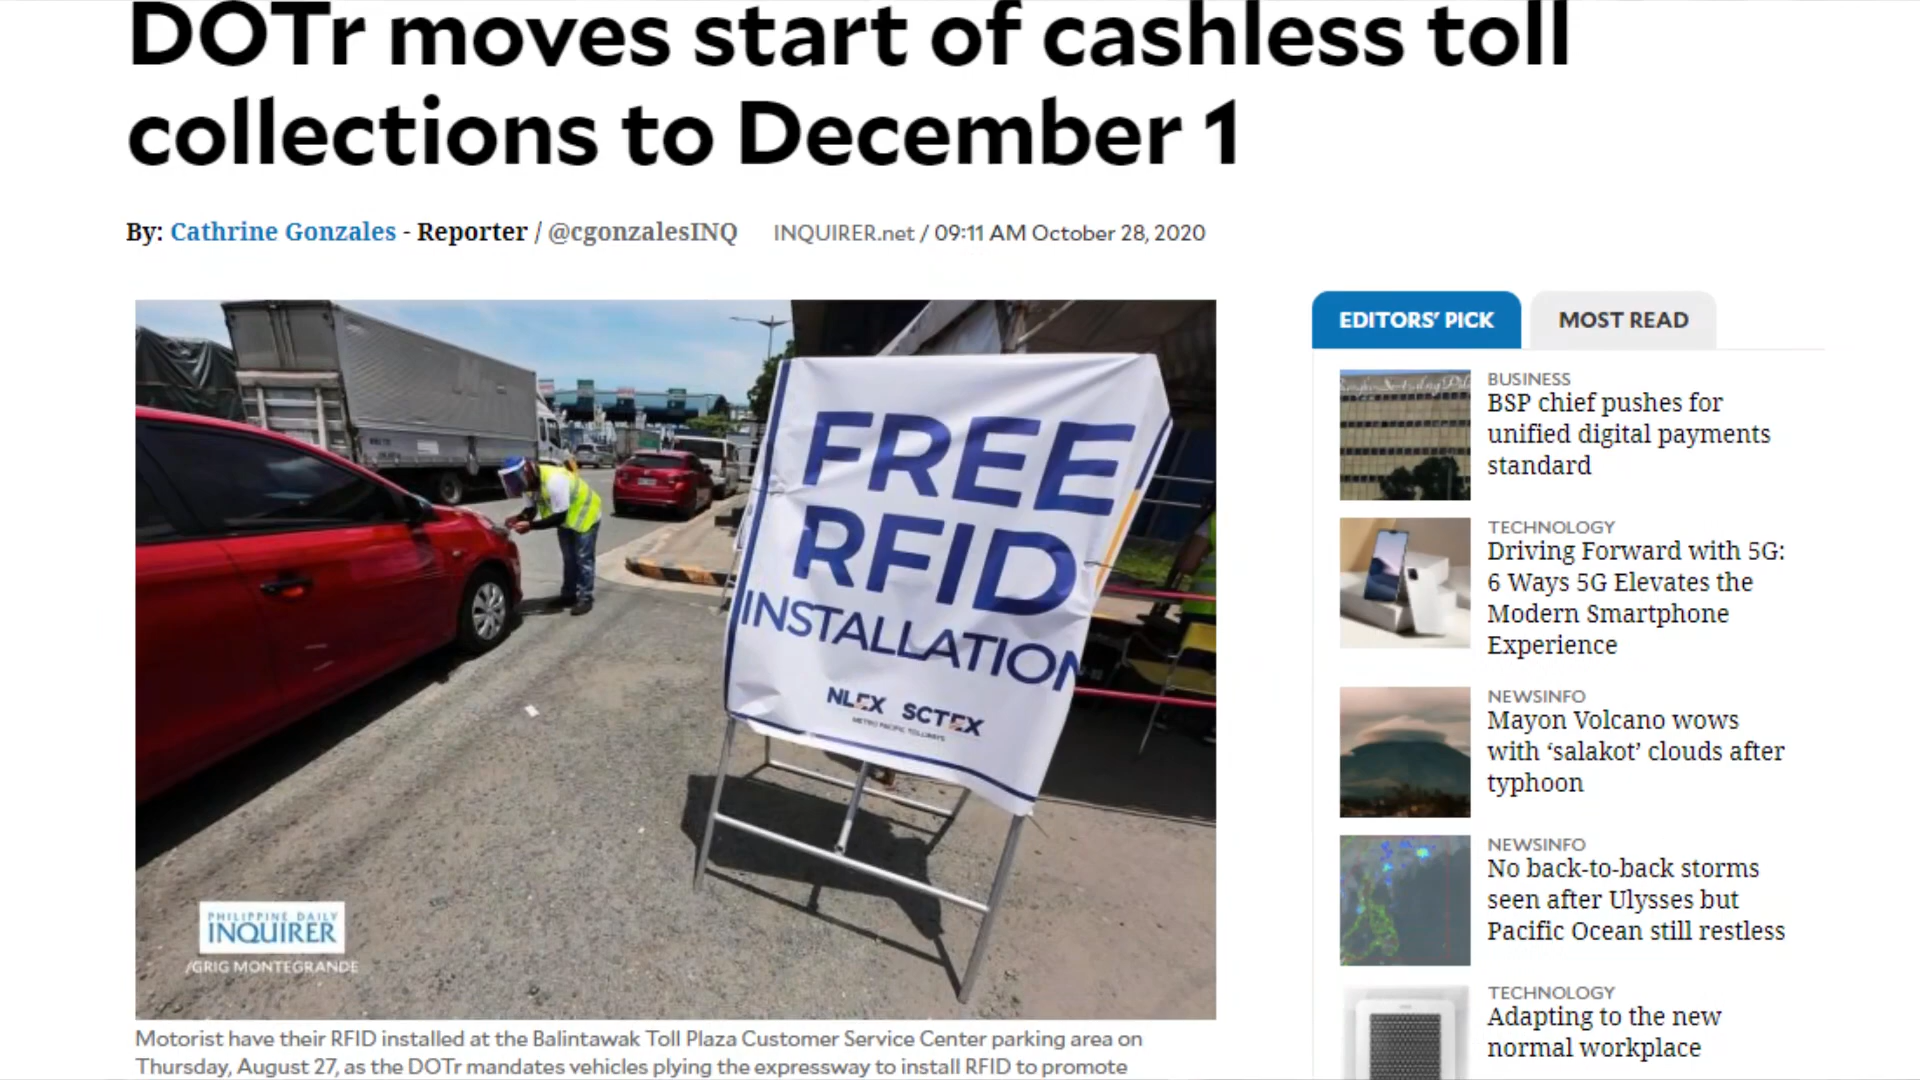 DOTr moves start of cashless toll
collections to December 1
By: Cathrine Gonzales - Reporter / @cgonzalesINQ
INQUIRER.net / 09:11 AM October 28, 2020
FREE
RFID
INSTALLATION
NLEX SCTEX
METRO PACIFIC TOLLWAYS
PHILIPPINE DAILY
INQUIRER
/GRIG MONTEGRANDE
Motorist have their RFID installed at the Balintawak Toll Plaza Customer Service Center parking area on
Thursday, August 27, as the DOTr mandates vehicles plying the expressway to install RFID to promote
EDITORS' PICK
MOST READ
BUSINESS
BSP chief pushes for
unified digital payments
standard
TECHNOLOGY
Driving Forward with 5G:
6 Ways 5G Elevates the
Modern Smartphone
Experience
NEWSINFO
Mayon Volcano wows
with ‘salakot’ clouds after
typhoon
NEWSINFO
No back-to-back storms
seen after Ulysses but
Pacific Ocean still restless
TECHNOLOGY
Adapting to the new
normal workplace